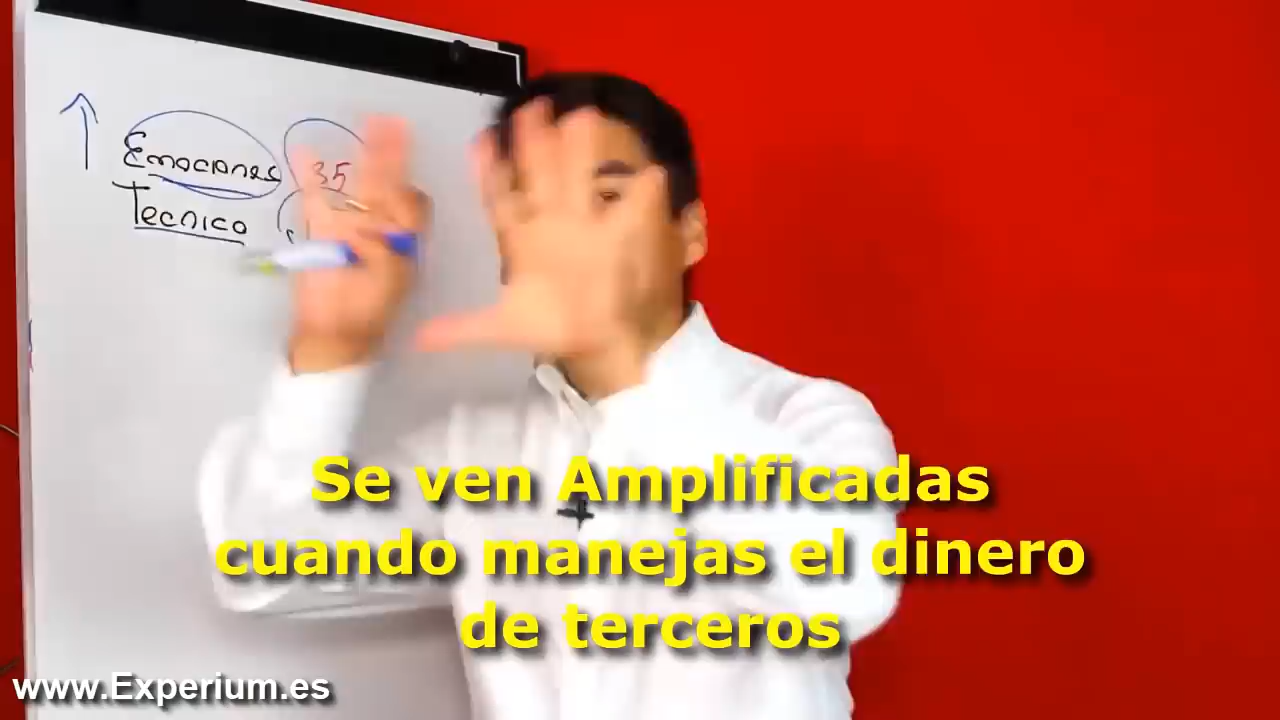 Emociones 35
Tecnico
Se ven Amplificadas
cuando manejas el dinero
de terceros
www.Experium.es